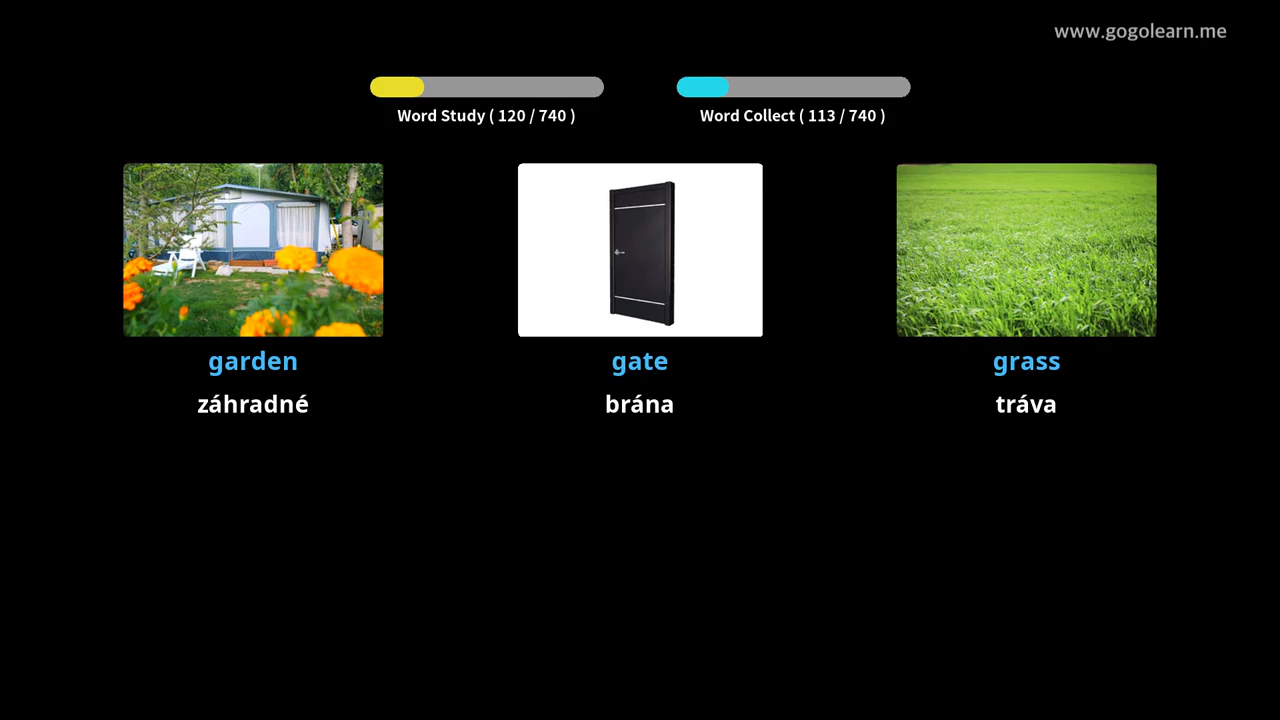 www.gogolearn.me
Word Study ( 120 / 740 )
Word Collect ( 113 / 740 )
garden
gate
grass
záhradné
brána
tráva